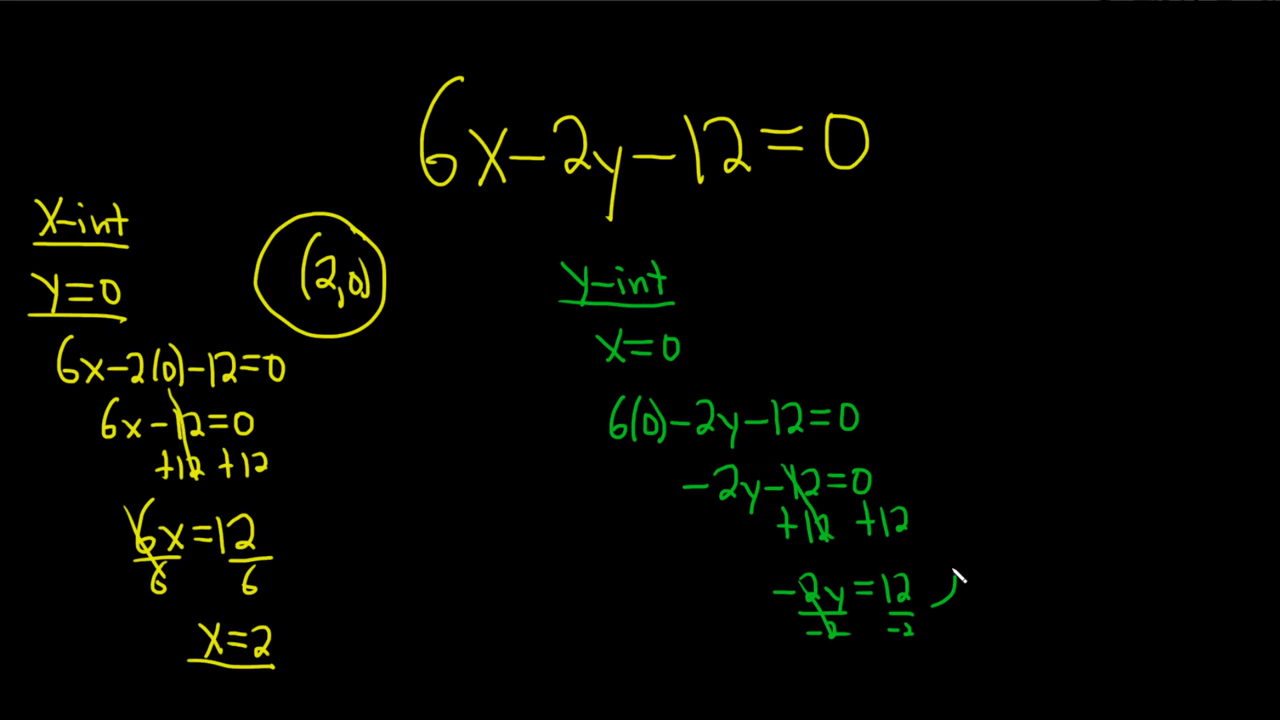 6x-2y-12=0
x-int
y=0
(2,0)
6x-2(0)-12=0
6x-12=0
+12 +12
6x=12
6 6
x=2
y-int
x=0
6(0)-2y-12=0
-2y-12=0
+12 +12
-2y=12
-2 -2